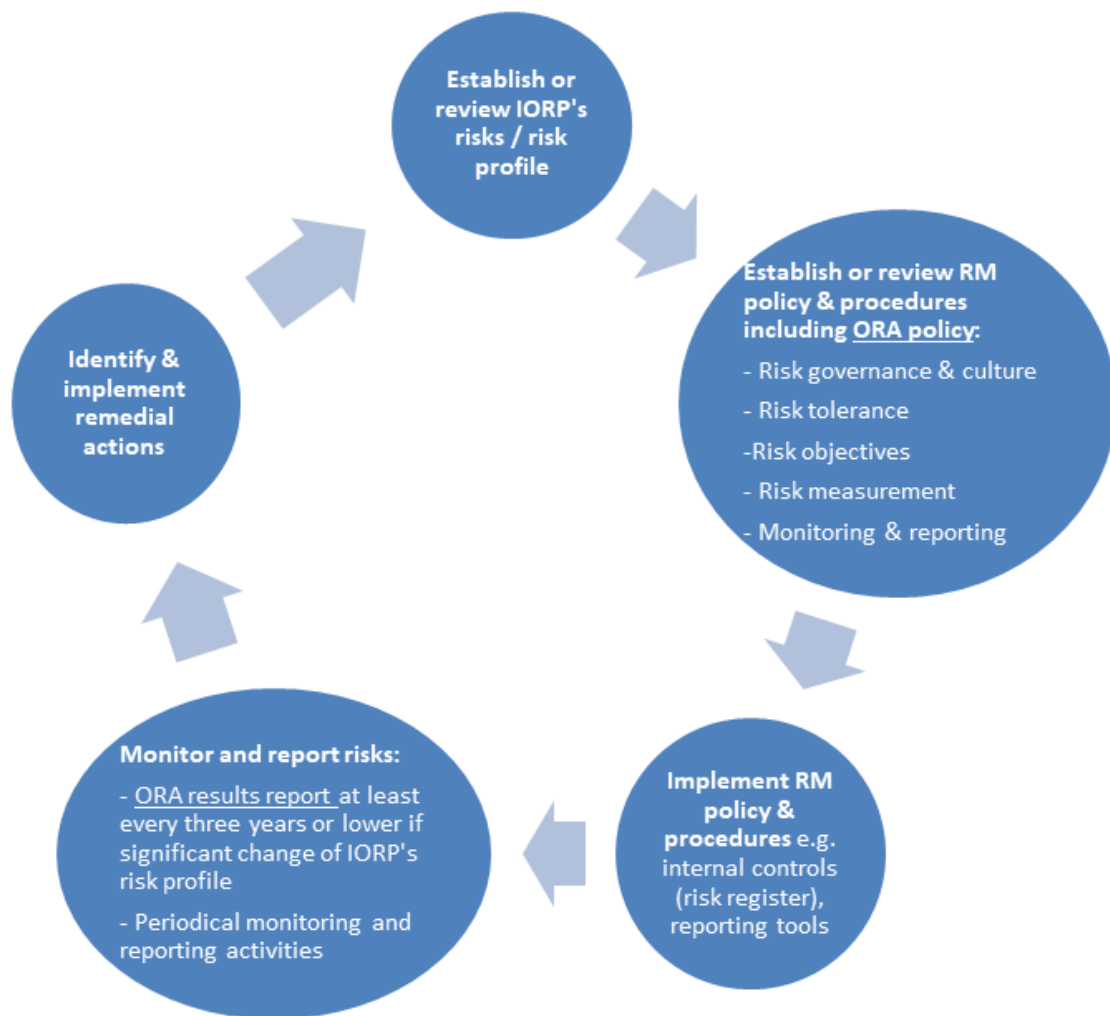 Establish or
review IORP's
risks / risk
profile
Establish or review RM
policy & procedures
including ORA policy:
- Risk governance & culture
- Risk tolerance
-Risk objectives
- Risk measurement
- Monitoring & reporting
Implement RM
policy &
procedures e.g.
internal controls
(risk register),
reporting tools
Monitor and report risks:
- ORA results report at least
every three years or lower if
significant change of IORP's
risk profile
- Periodical monitoring and
reporting activities
Identify &
implement
remedial
actions